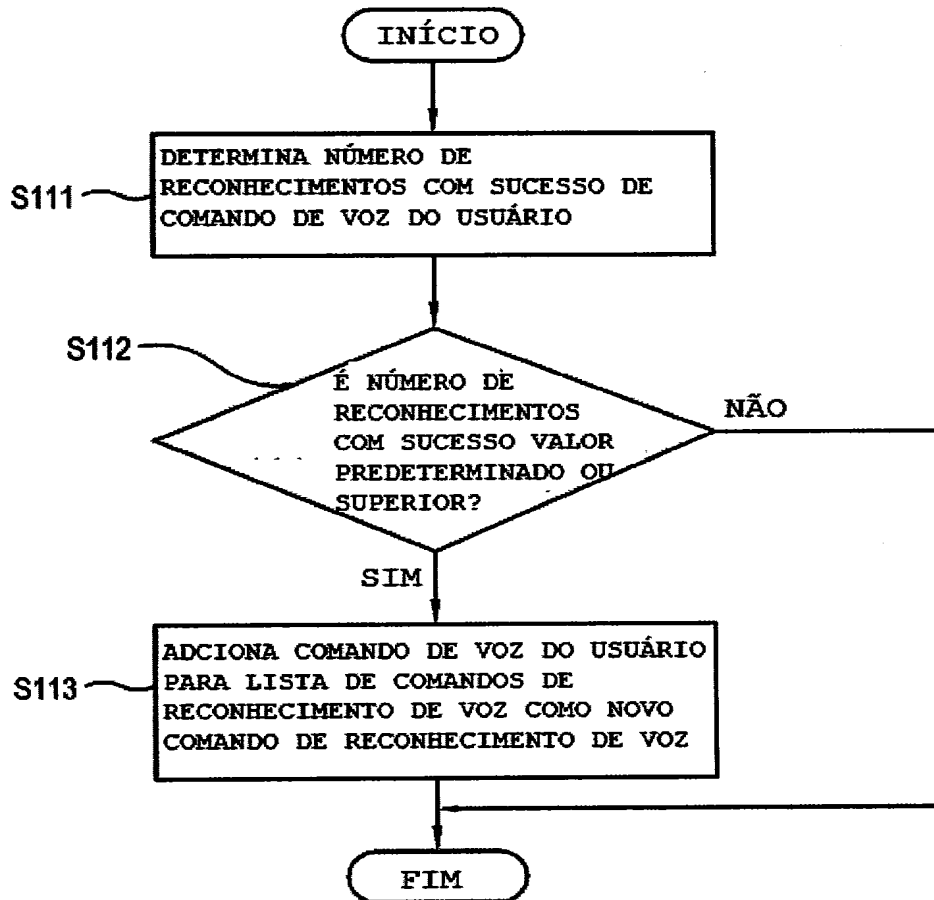 INÍCIO
DETERMINA NÚMERO DE
RECONHECIMENTOS COM SUCESSO DE
COMANDO DE VOZ DO USUÁRIO
S111
S112
É NÚMERO DE
RECONHECIMENTOS
COM SUCESSO VALOR
PREDETERMINADO OU
SUPERIOR?
NÃO
SIM
ADCIONA COMANDO DE VOZ DO USUÁRIO
PARA LISTA DE COMANDOS DE
RECONHECIMENTO DE VOZ COMO NOVO
COMANDO DE RECONHECIMENTO DE VOZ
S113
FIM